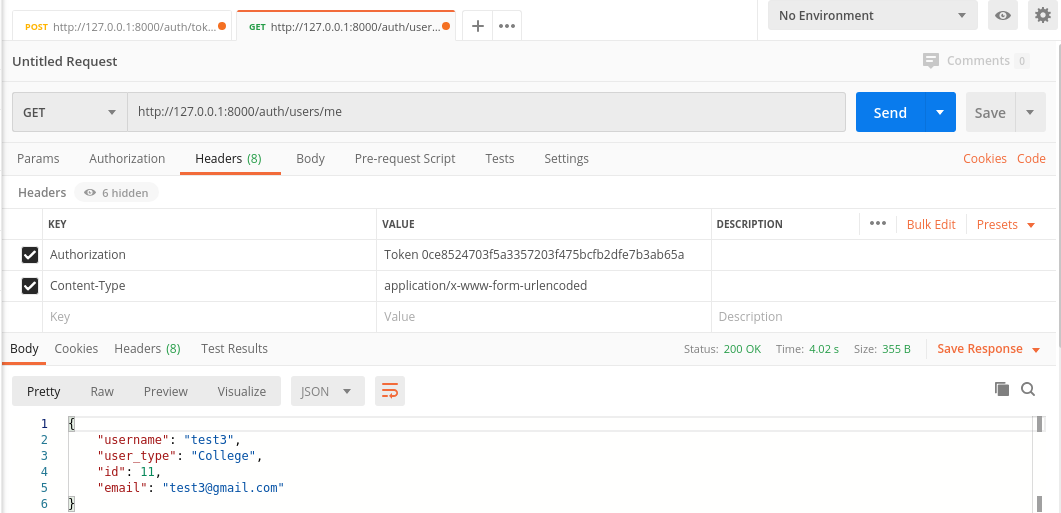 POST http://127.0.0.1:8000/auth/tok... GET http://127.0.0.1:8000/auth/user... + ••• No Environment
Untitled Request Comments 0
GET http://127.0.0.1:8000/auth/users/me Send Save
Params Authorization Headers (8) Body Pre-request Script Tests Settings Cookies Code
Headers 6 hidden
KEY VALUE DESCRIPTION ••• Bulk Edit Presets
Authorization Token 0ce8524703f5a3357203f475bcfb2dfe7b3ab65a
Content-Type application/x-www-form-urlencoded
Key Value Description
Body Cookies Headers (8) Test Results Status: 200 OK Time: 4.02 s Size: 355 B Save Response
Pretty Raw Preview Visualize JSON
1 {
2 "username": "test3",
3 "user_type": "College",
4 "id": 11,
5 "email": "test3@gmail.com"
6 }